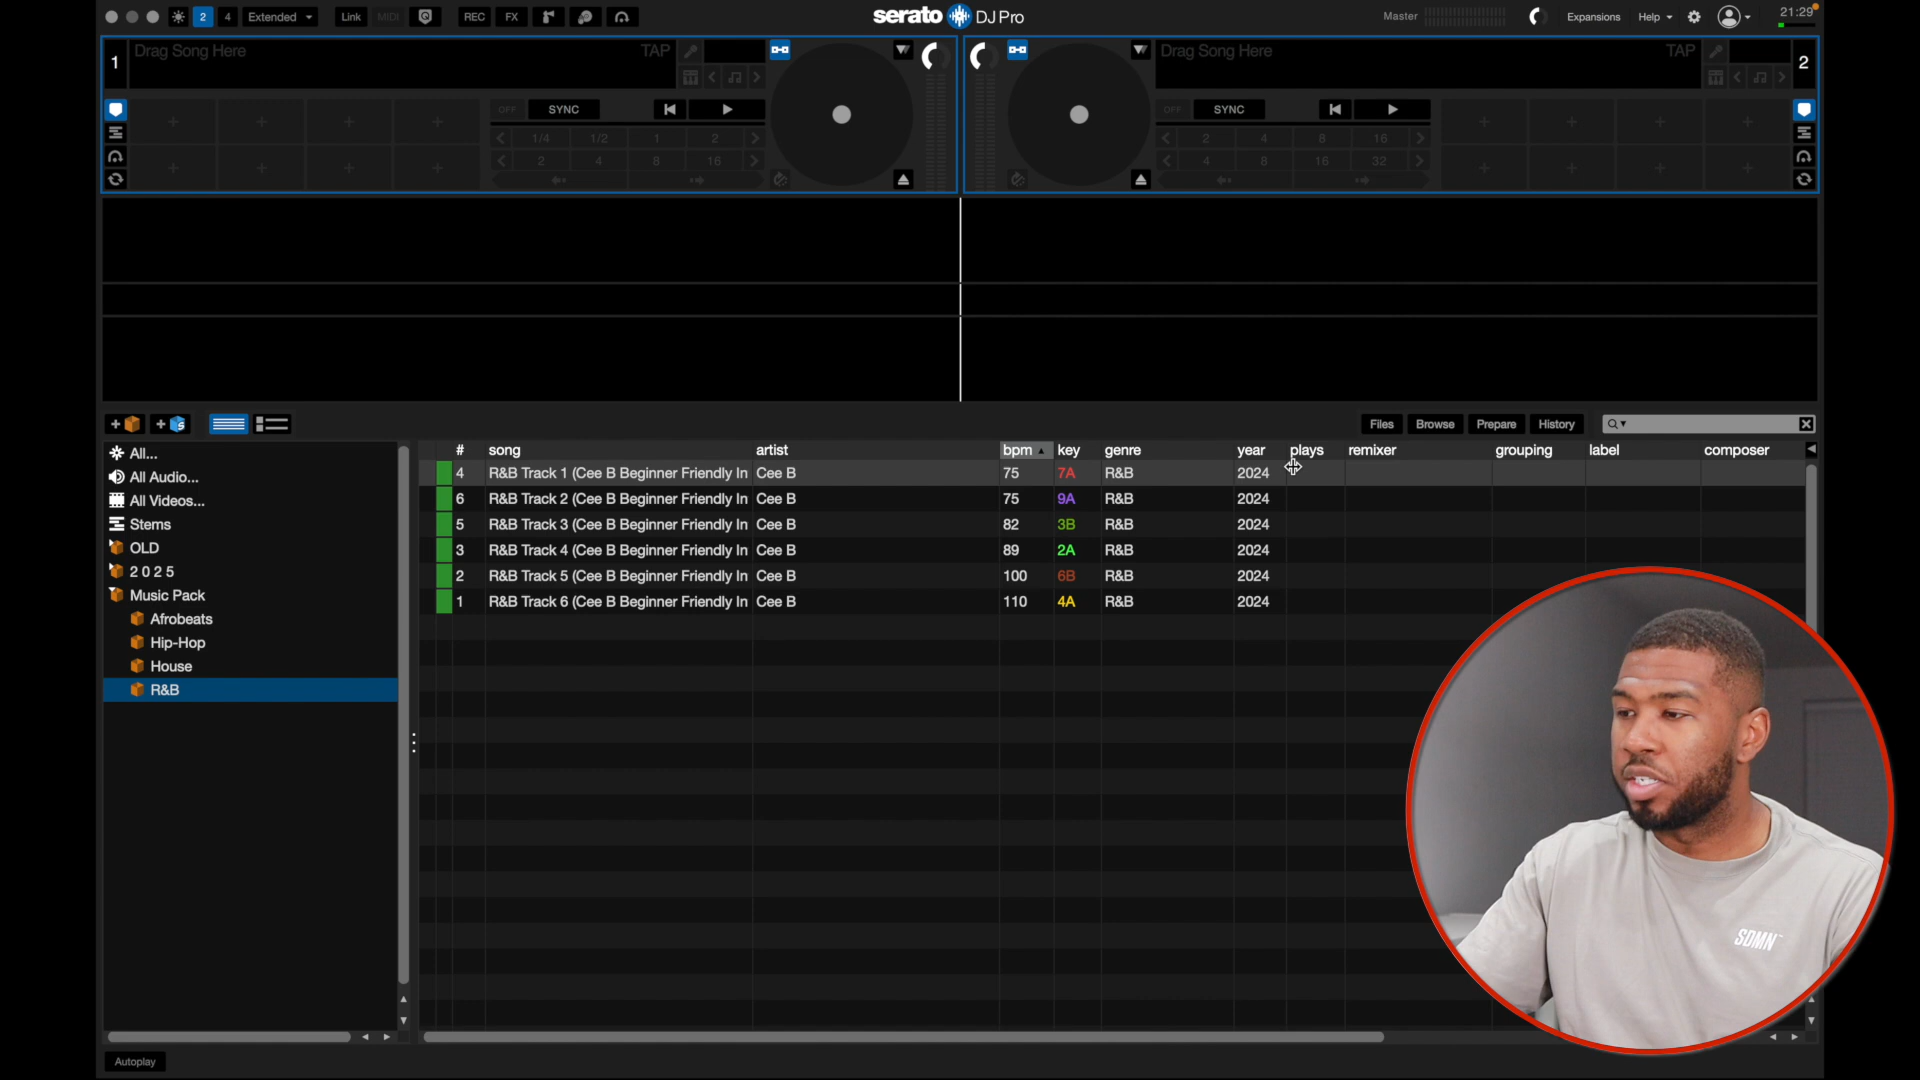 2 4 Extended Link MIDI REC FX serato DJ Pro Master Expansions Help 21:29
1 Drag Song Here TAP Drag Song Here TAP 2
OFF SYNC OFF SYNC
1/4 1/2 1 2 2 4 8 16
2 4 8 16 4 8 16 32
Files Browse Prepare History
# song artist bpm key genre year plays remixer grouping label composer
4 R&B Track 1 (Cee B Beginner Friendly In Cee B 75 7A R&B 2024
6 R&B Track 2 (Cee B Beginner Friendly In Cee B 75 9A R&B 2024
5 R&B Track 3 (Cee B Beginner Friendly In Cee B 82 3B R&B 2024
3 R&B Track 4 (Cee B Beginner Friendly In Cee B 89 2A R&B 2024
2 R&B Track 5 (Cee B Beginner Friendly In Cee B 100 6B R&B 2024
1 R&B Track 6 (Cee B Beginner Friendly In Cee B 110 4A R&B 2024
All...
All Audio...
All Videos...
Stems
OLD
2 0 2 5
Music Pack
Afrobeats
Hip-Hop
House
R&B
SDMN
Autoplay